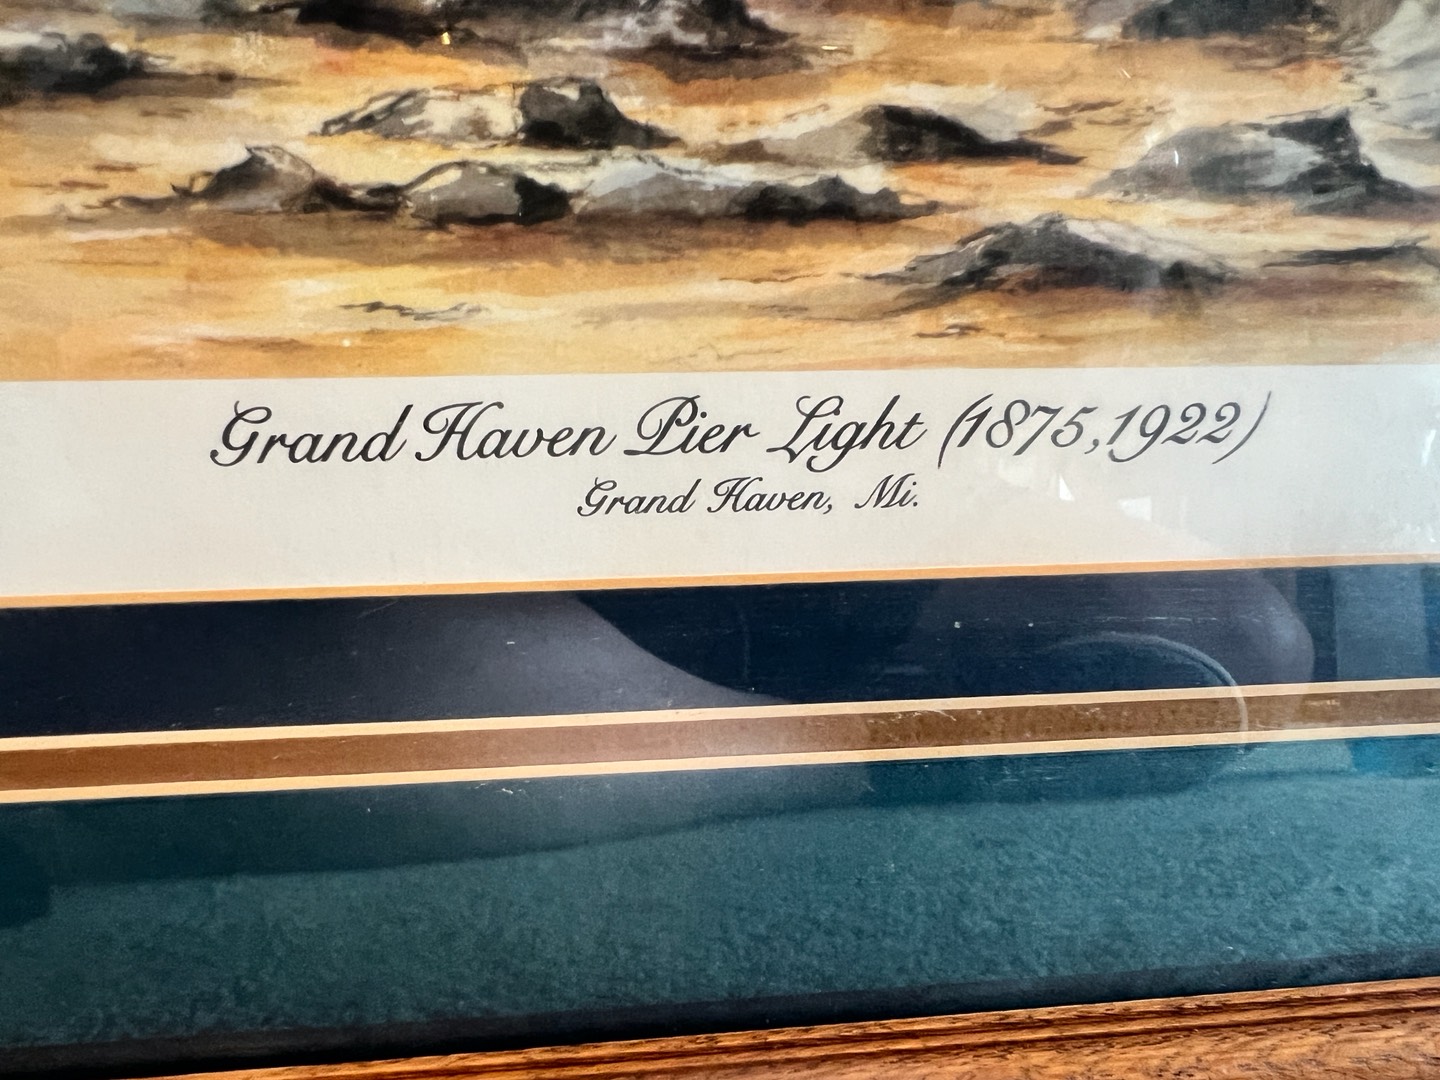 Grand Haven Pier Light (1875,1922)
Grand Haven, Mi.